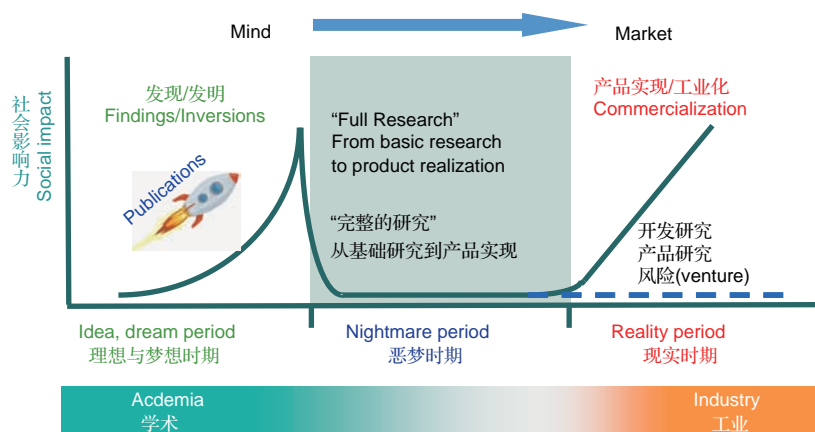 Mind
Market
社会影响力
Social impact
发现/发明
Findings/Inversions
Publications
“Full Research”
From basic research
to product realization
“完整的研究”
从基础研究到产品实现
产品实现/工业化
Commercialization
开发研究
产品研究
风险(venture)
Idea, dream period
理想与梦想时期
Nightmare period
恶梦时期
Reality period
现实时期
Acdemia
学术
Industry
工业